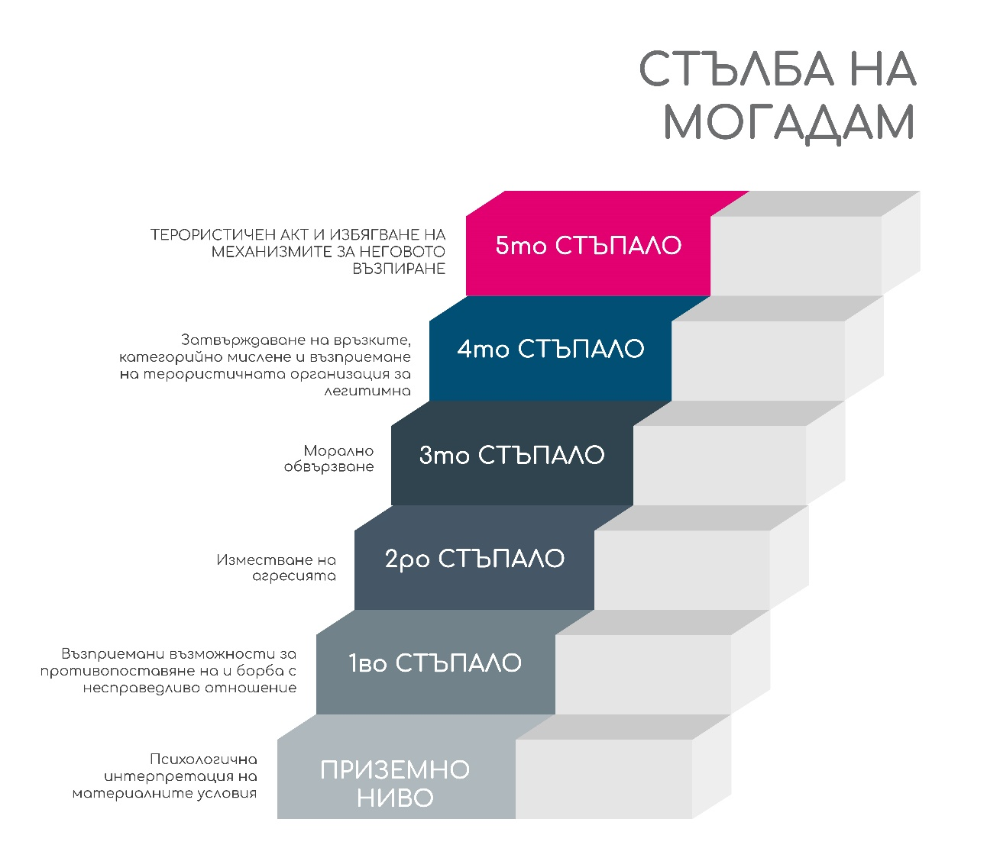 СТЪЛБА НА
МОГАДАМ
ТЕРОРИСТИЧЕН АКТ И ИЗБЯГВАНЕ НА
МЕХАНИЗМИТЕ ЗА НЕГОВОТО
ВЪЗПИРАНЕ
5то СТЪПАЛО
Затвърждаване на връзките,
категорийно мислене и възприемане
на терористичната организация за
легитимна
4то СТЪПАЛО
Морално
обвързване
3то СТЪПАЛО
Изместване на
агресията
2ро СТЪПАЛО
Възприемани възможности за
противопоставяне на и борба с
несправедливо отношение
1во СТЪПАЛО
Психологична
интерпретация на
материалните условия
ПРИЗЕМНО
НИВО